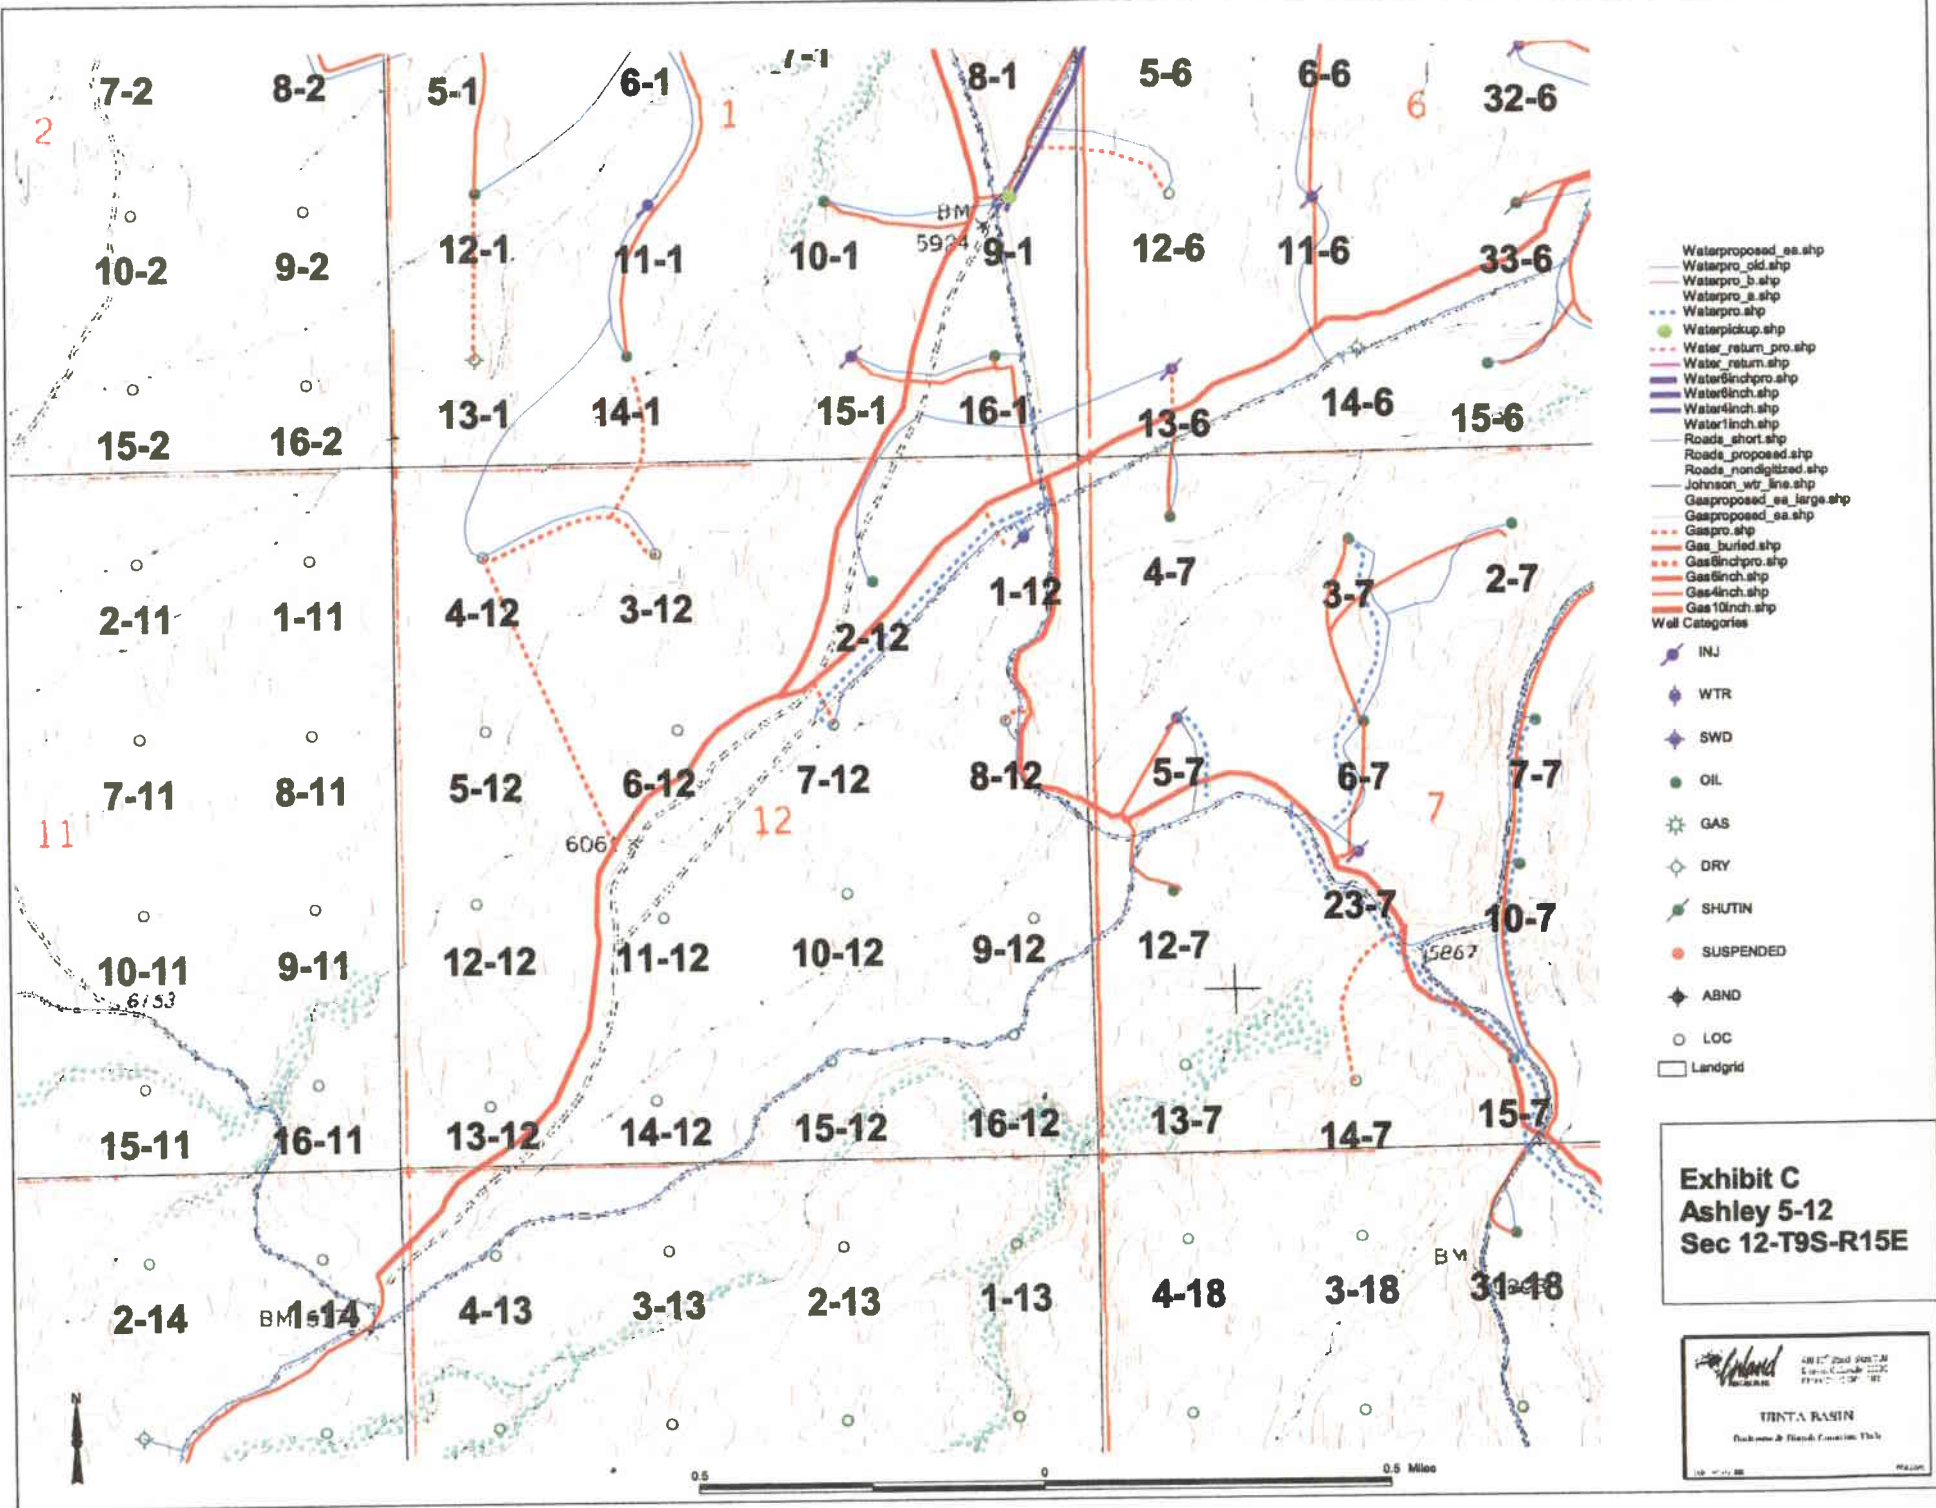 7-2
8-2
5-1
6-1
7-1
8-1
5-6
6-6
32-6
2
1
6
10-2
9-2
12-1
11-1
10-1
BM
5924
9-1
12-6
11-6
33-6
15-2
16-2
13-1
14-1
15-1
16-1
13-6
14-6
15-6
2-11
1-11
4-12
3-12
2-12
1-12
4-7
3-7
2-7
7-11
8-11
5-12
6-12
7-12
8-12
5-7
6-7
7-7
11
606
12
7
10-11
9-11
12-12
11-12
10-12
9-12
12-7
23-7
10-7
6153
5867
15-11
16-11
13-12
14-12
15-12
16-12
13-7
14-7
15-7
2-14
BM
1-14
4-13
3-13
2-13
1-13
4-18
3-18
BM
31-18
N
0.5
0
0.5 Miles
Waterproposed_ea.shp
Waterpro_old.shp
Waterpro_b.shp
Waterpro_a.shp
Waterpro.shp
Waterpickup.shp
Water_return_pro.shp
Water_return.shp
Water6inchpro.shp
Water6inch.shp
Water4inch.shp
Water1inch.shp
Roads_short.shp
Roads_proposed.shp
Roads_nondigitized.shp
Johnson_wtr_line.shp
Gasproposed_ea_large.shp
Gasproposed_ea.shp
Gaspro.shp
Gas_buried.shp
Gas6inchpro.shp
Gas6inch.shp
Gas4inch.shp
Gas10inch.shp
Well Categories
INJ
WTR
SWD
OIL
GAS
DRY
SHUTIN
SUSPENDED
ABND
LOC
Landgrid
Exhibit C
Ashley 5-12
Sec 12-T9S-R15E
Inland
UINTA BASIN